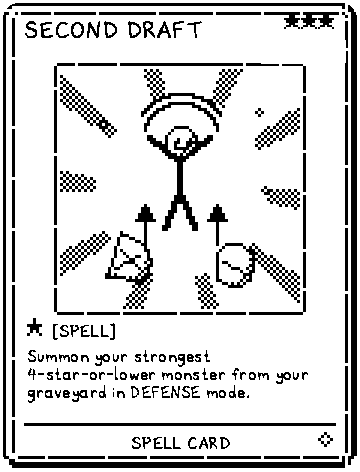 SECOND DRAFT
[SPELL]
Summon your strongest
4-star-or-lower monster from your
graveyard in DEFENSE mode.
SPELL CARD